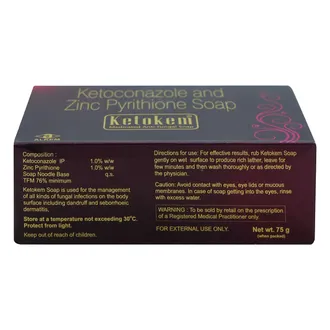 Ketoconazole and
Zinc Pyrithione Soap
Ketokem
Medicated Anti Fungal Soap
ALKEM
Composition :
Ketoconazole IP 1.0% w/w
Zinc Pyrithione 1.0% w/w
Soap Noodle Base q.s.
TFM 76% minimum
Ketokem Soap is used for the management
of all kinds of fungal infections on the body
surface including dandruff and seborrhoeic
dermatitis.
Store at a temperature not exceeding 30°C.
Protect from light.
Keep out of reach of children.
Directions for use: For effective results, rub Ketokem Soap
gently on wet surface to produce rich lather, leave for
few minutes and then wash thoroughly or as directed by
the physician.
Caution: Avoid contact with eyes, eye lids or mucous
membranes. In case of soap getting into the eyes, rinse
with excess water.
WARNING : To be sold by retail on the prescription
of a Registered Medical Practitioner only.
FOR EXTERNAL USE ONLY.
Net Wt. 75 g
(when packed)